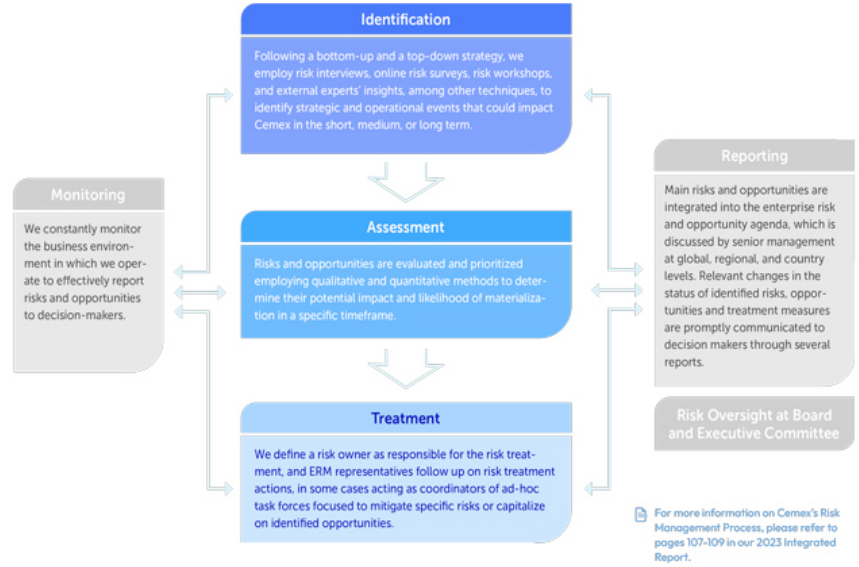 Identification
Following a bottom-up and a top-down strategy, we
employ risk interviews, online risk surveys, risk workshops,
and external experts' insights, among other techniques, to
identify strategic and operational events that could impact
Cemex in the short, medium, or long term.
Monitoring
We constantly monitor
the business environ-
ment in which we oper-
ate to effectively report
risks and opportunities
to decision-makers.
Assessment
Risks and opportunities are evaluated and prioritized
employing qualitative and quantitative methods to deter-
mine their potential impact and likelihood of materializa-
tion in a specific timeframe.
Treatment
We define a risk owner as responsible for the risk treat-
ment, and ERM representatives follow up on risk treatment
actions, in some cases acting as coordinators of ad-hoc
task forces focused to mitigate specific risks or capitalize
on identified opportunities.
Reporting
Main risks and opportunities are
integrated into the enterprise risk
and opportunity agenda, which is
discussed by senior management
at global, regional, and country
levels. Relevant changes in the
status of identified risks, oppor-
tunities and treatment measures
are promptly communicated to
decision makers through several
reports.
Risk Oversight at Board
and Executive Committee
For more information on Cemex's Risk
Management Process, please refer to
pages 107-109 in our 2023 Integrated
Report.